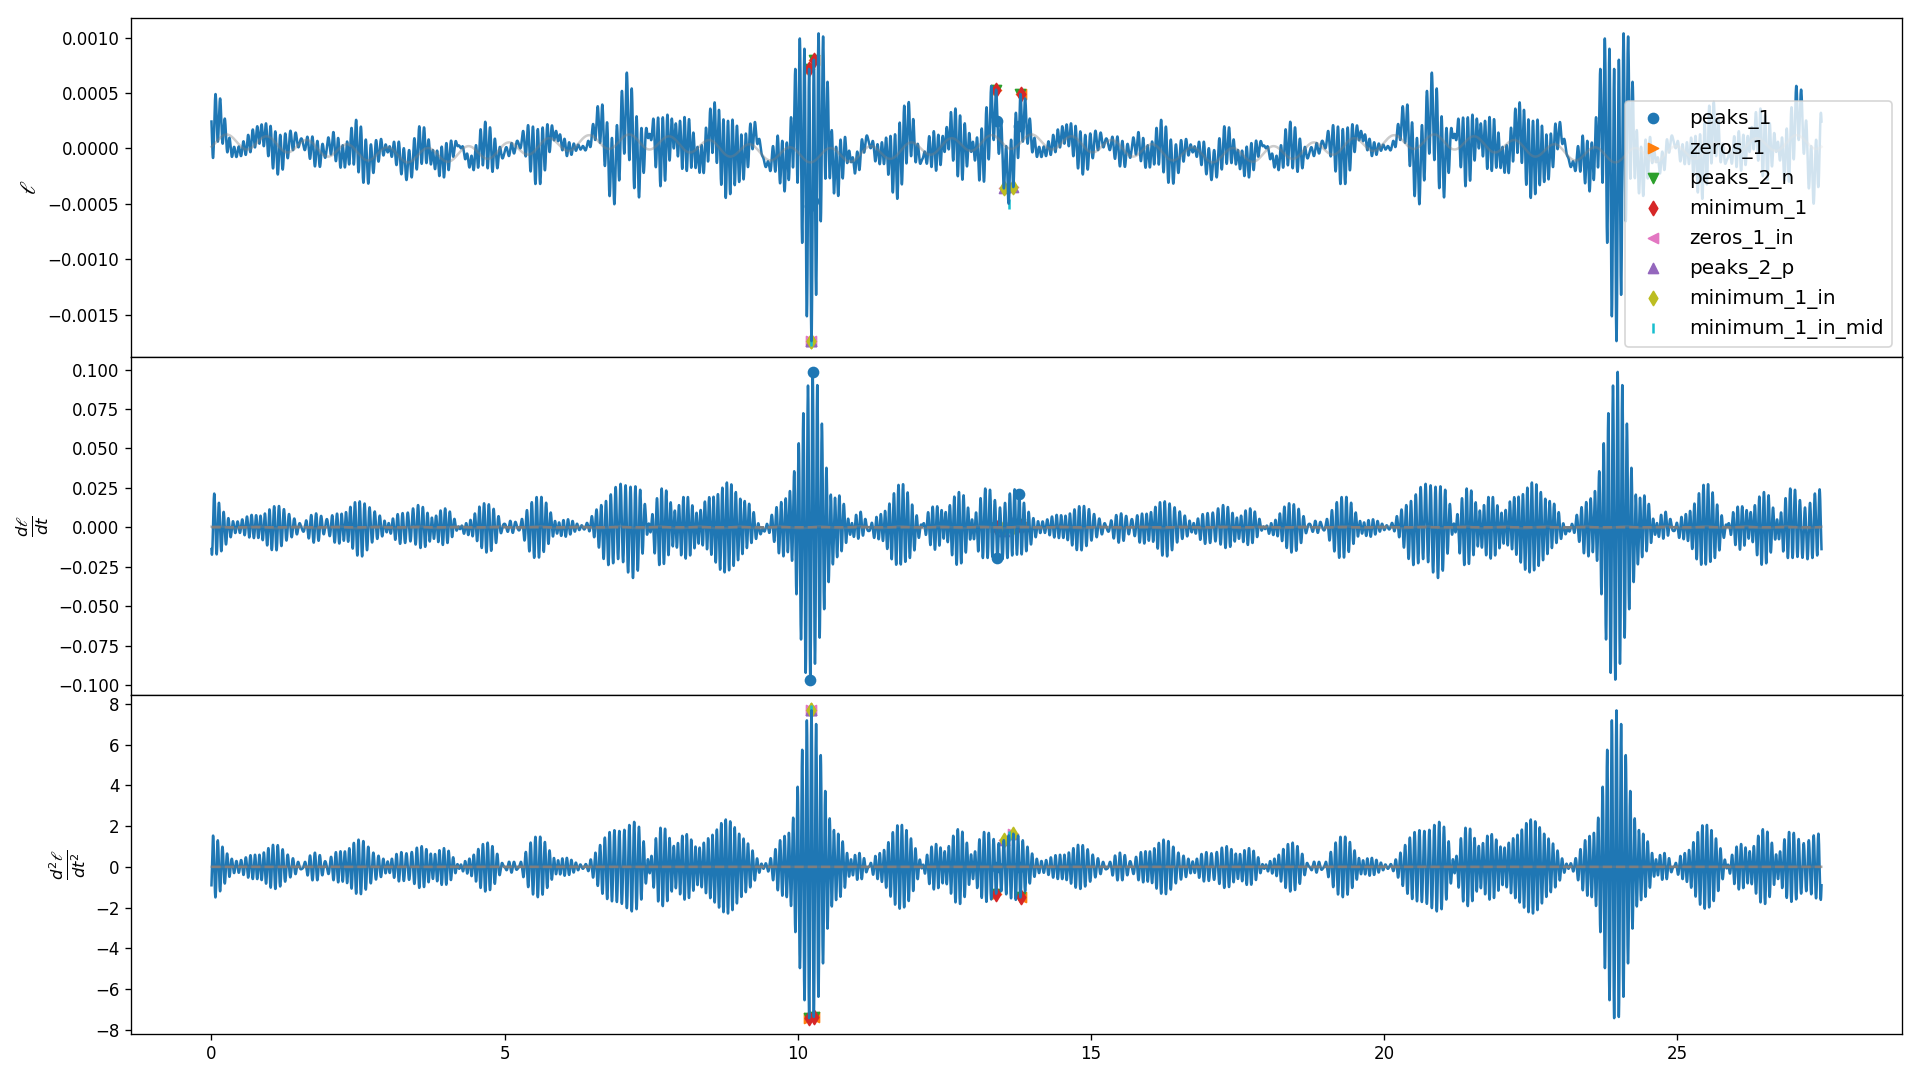 0.0010
0.0005
0.0000
−0.0005
−0.0010
−0.0015
ℓ
peaks_1
zeros_1
peaks_2_n
minimum_1
zeros_1_in
peaks_2_p
minimum_1_in
minimum_1_in_mid
0.100
0.075
0.050
0.025
0.000
−0.025
−0.050
−0.075
−0.100
dℓ/dt
8
6
4
2
0
−2
−4
−6
−8
d²ℓ/dt²
0 5 10 15 20 25